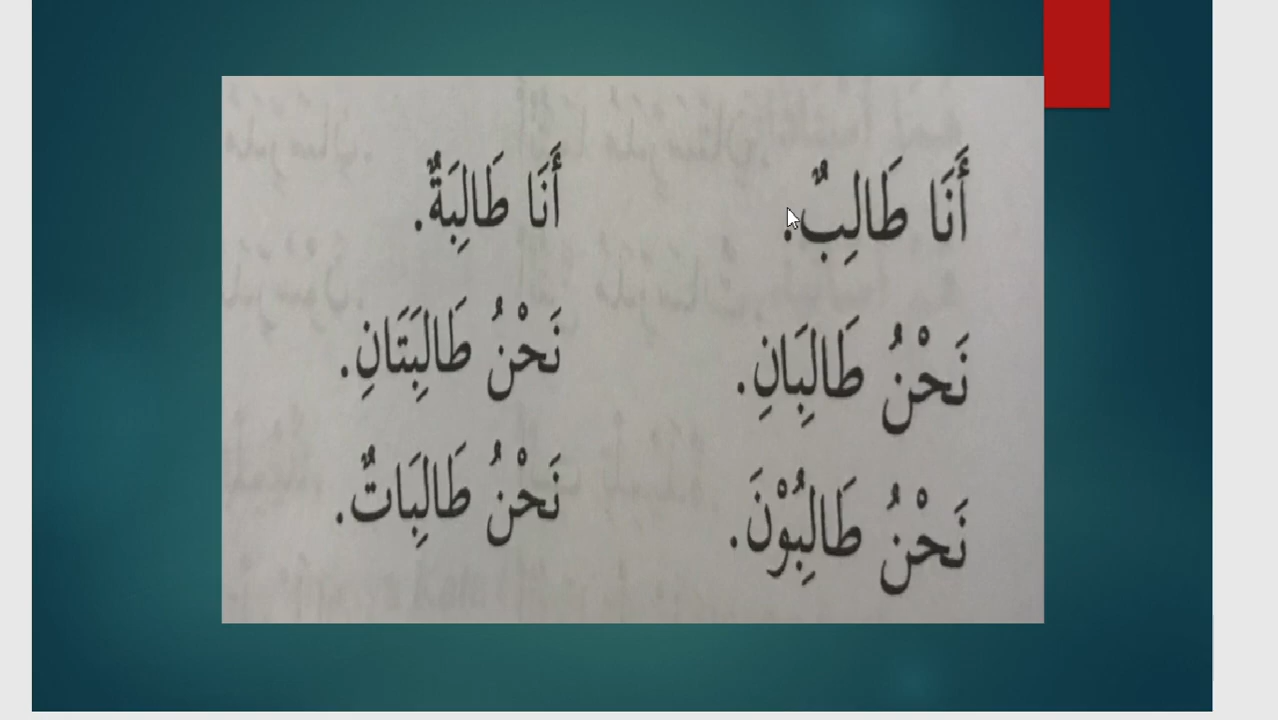 أَنَا طَالِبٌ. أَنَا طَالِبَةٌ.
نَحْنُ طَالِبَانِ. نَحْنُ طَالِبَتَانِ.
نَحْنُ طَالِبُوْنَ. نَحْنُ طَالِبَاتٌ.